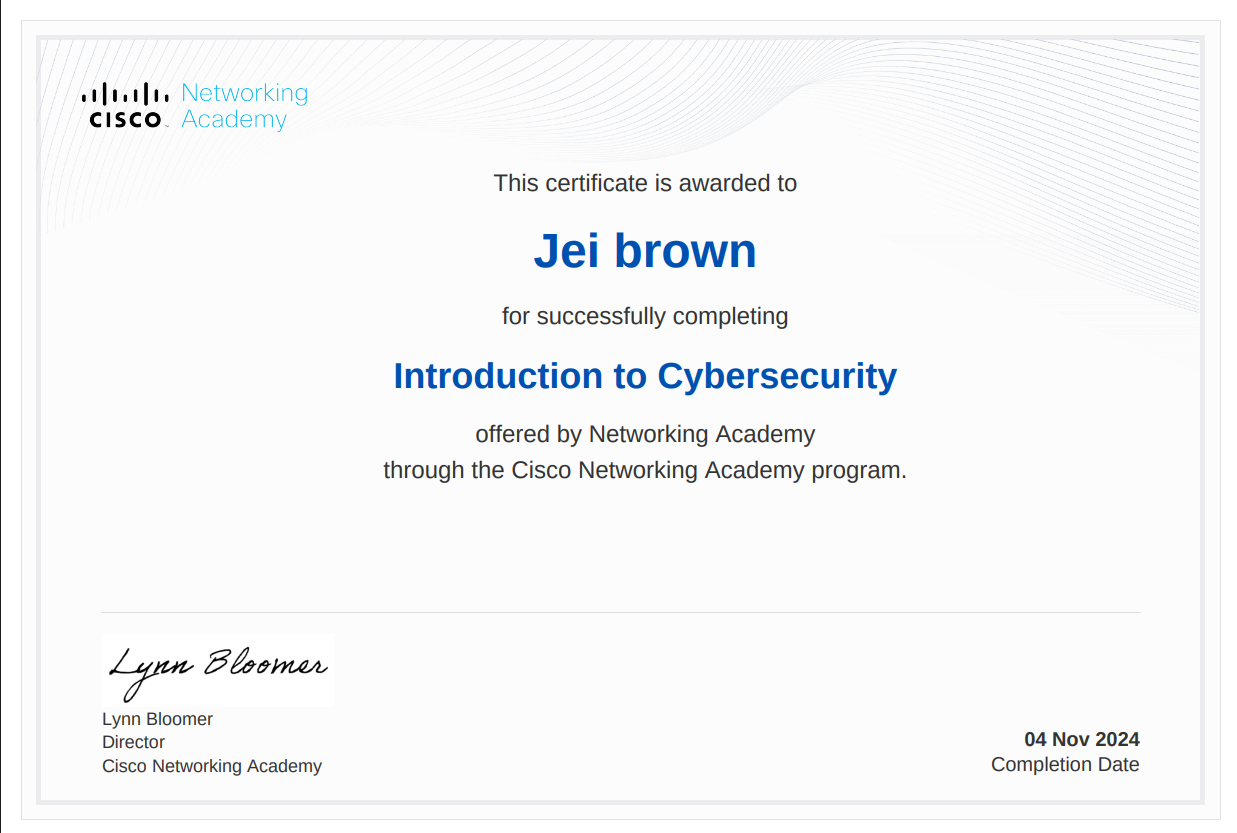 Networking
Academy
CISCO
This certificate is awarded to
Jei brown
for successfully completing
Introduction to Cybersecurity
offered by Networking Academy
through the Cisco Networking Academy program.
Lynn Bloomer
Lynn Bloomer
Director
Cisco Networking Academy
04 Nov 2024
Completion Date